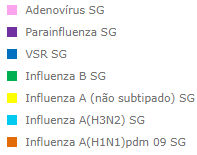 Adenovírus SG
Parainfluenza SG
VSR SG
Influenza B SG
Influenza A (não subtipado) SG
Influenza A(H3N2) SG
Influenza A(H1N1)pdm 09 SG